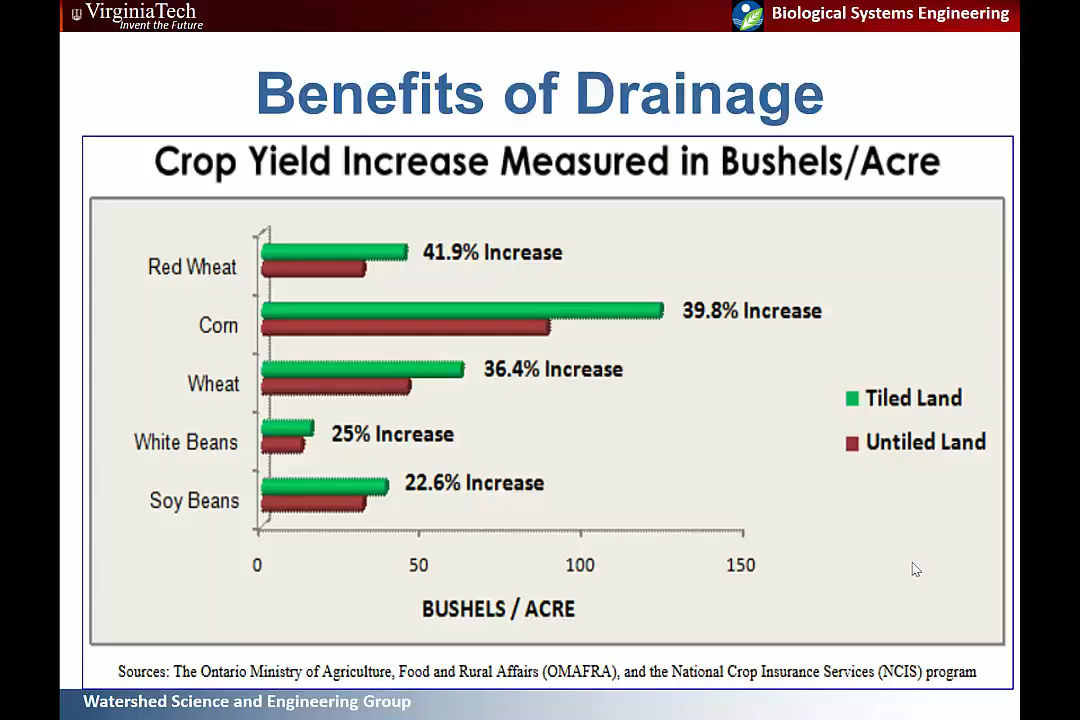 VirginiaTech
Invent the Future
Biological Systems Engineering
Benefits of Drainage
Crop Yield Increase Measured in Bushels/Acre
Red Wheat
41.9% Increase
Corn
39.8% Increase
Wheat
36.4% Increase
Tiled Land
White Beans
25% Increase
Untiled Land
Soy Beans
22.6% Increase
0 50 100 150
BUSHELS / ACRE
Sources: The Ontario Ministry of Agriculture, Food and Rural Affairs (OMAFRA), and the National Crop Insurance Services (NCIS) program
Watershed Science and Engineering Group